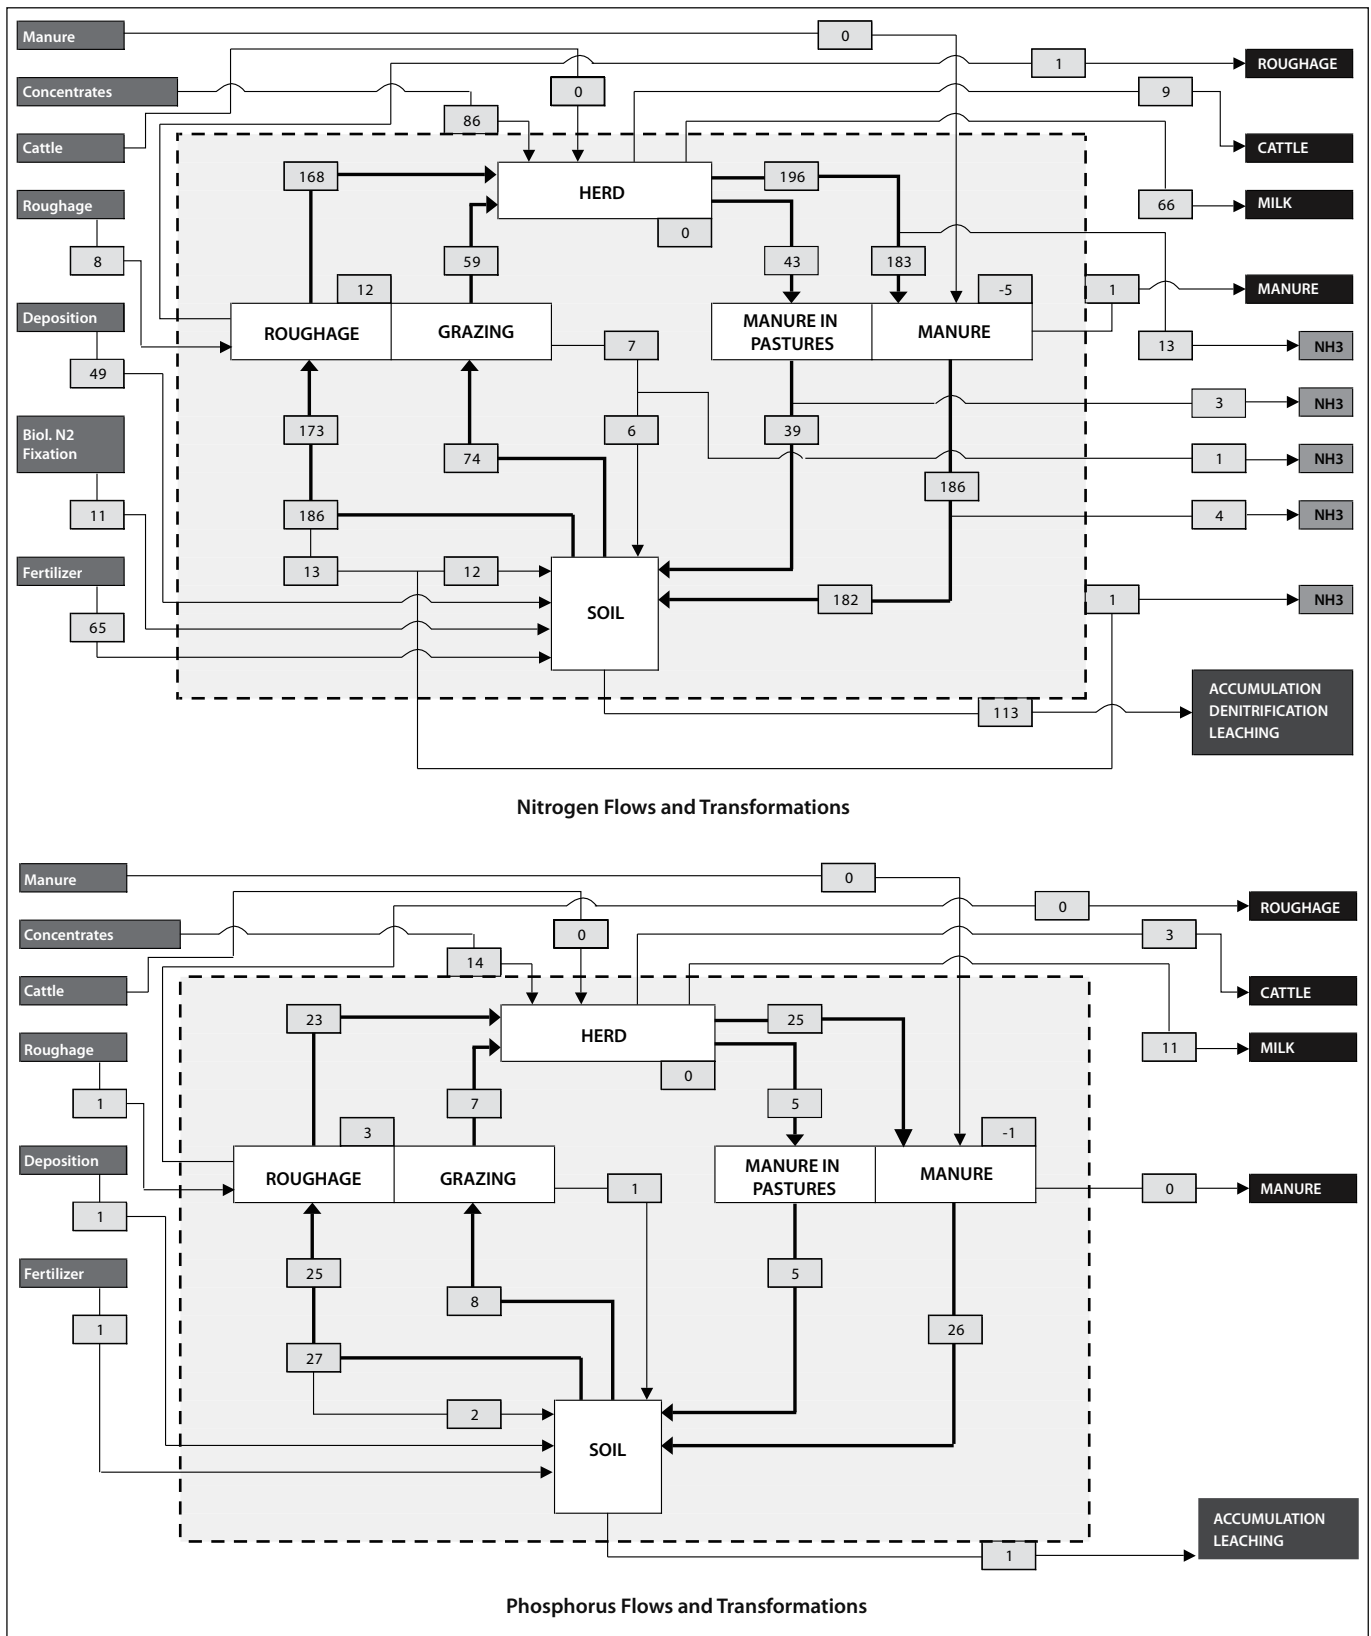 Manure
0
1
ROUGHAGE
Concentrates
0
9
86
Cattle
CATTLE
168
HERD
196
Roughage
66
MILK
0
8
59
43
183
12
-5
1
MANURE
Deposition
ROUGHAGE
GRAZING
MANURE IN
PASTURES
MANURE
7
13
NH3
49
3
NH3
Biol. N2
Fixation
173
6
39
74
1
NH3
186
11
186
4
NH3
Fertilizer
13
12
SOIL
182
1
NH3
65
ACCUMULATION
DENITRIFICATION
LEACHING
113
Nitrogen Flows and Transformations
Manure
0
0
ROUGHAGE
Concentrates
0
3
14
Cattle
CATTLE
23
HERD
25
Roughage
11
MILK
0
1
7
5
3
-1
Deposition
ROUGHAGE
GRAZING
MANURE IN
PASTURES
MANURE
1
0
MANURE
1
Fertilizer
25
5
8
1
26
27
2
SOIL
ACCUMULATION
LEACHING
1
Phosphorus Flows and Transformations